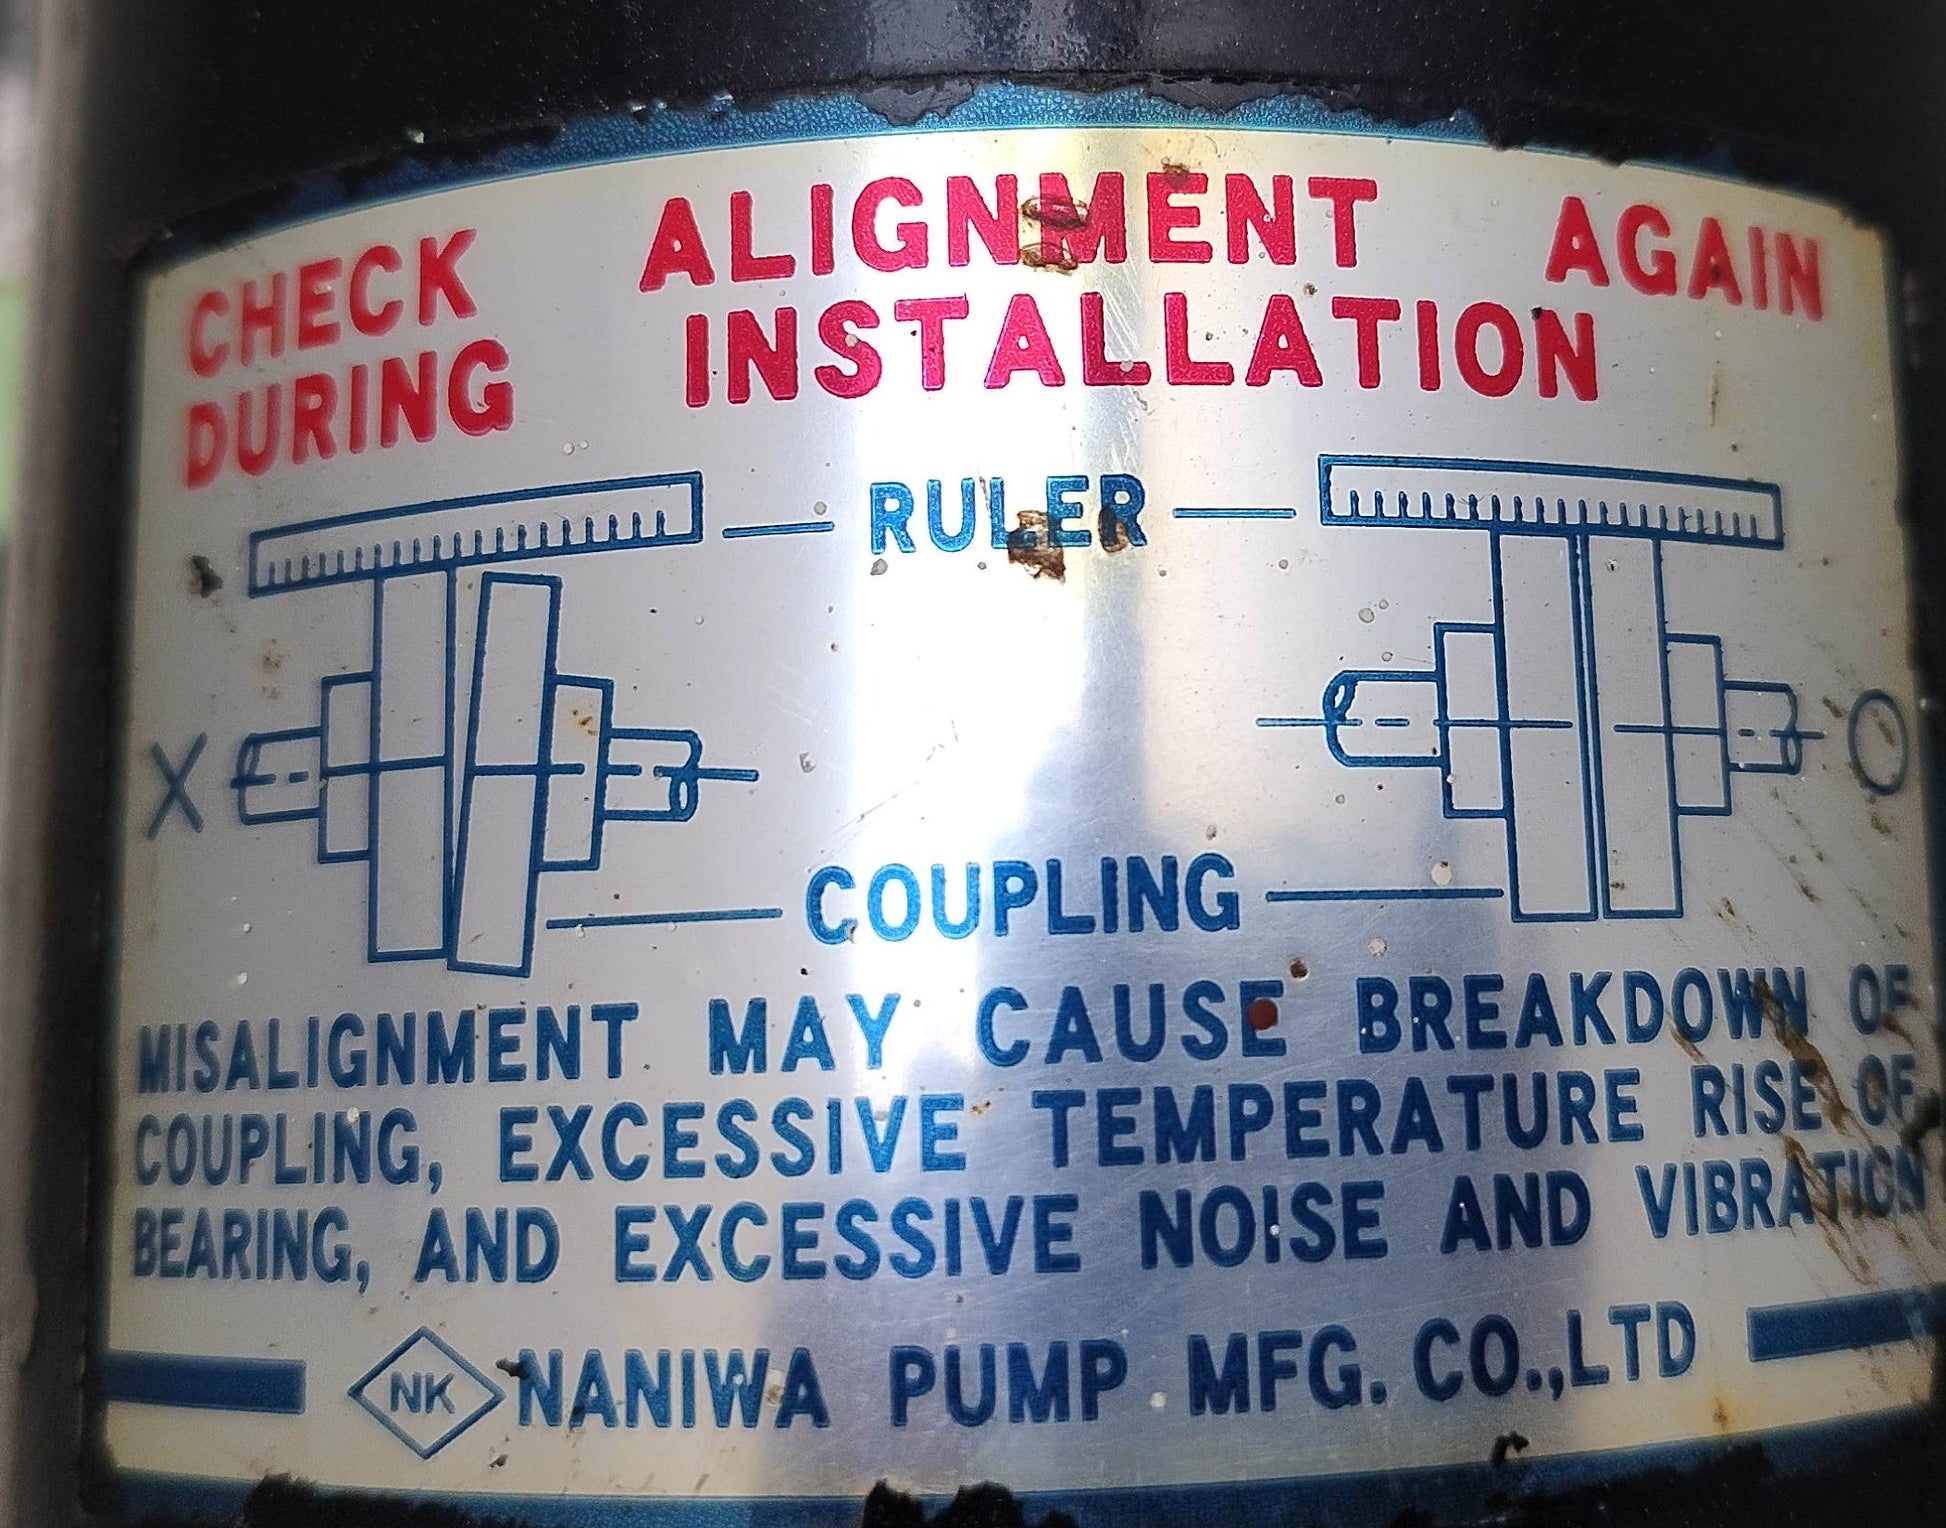 CHECK ALIGNMENT AGAIN
DURING INSTALLATION
RULER
X
O
COUPLING
MISALIGNMENT MAY CAUSE BREAKDOWN OF
COUPLING, EXCESSIVE TEMPERATURE RISE OF
BEARING, AND EXCESSIVE NOISE AND VIBRATION
NK NANIWA PUMP MFG. CO.,LTD